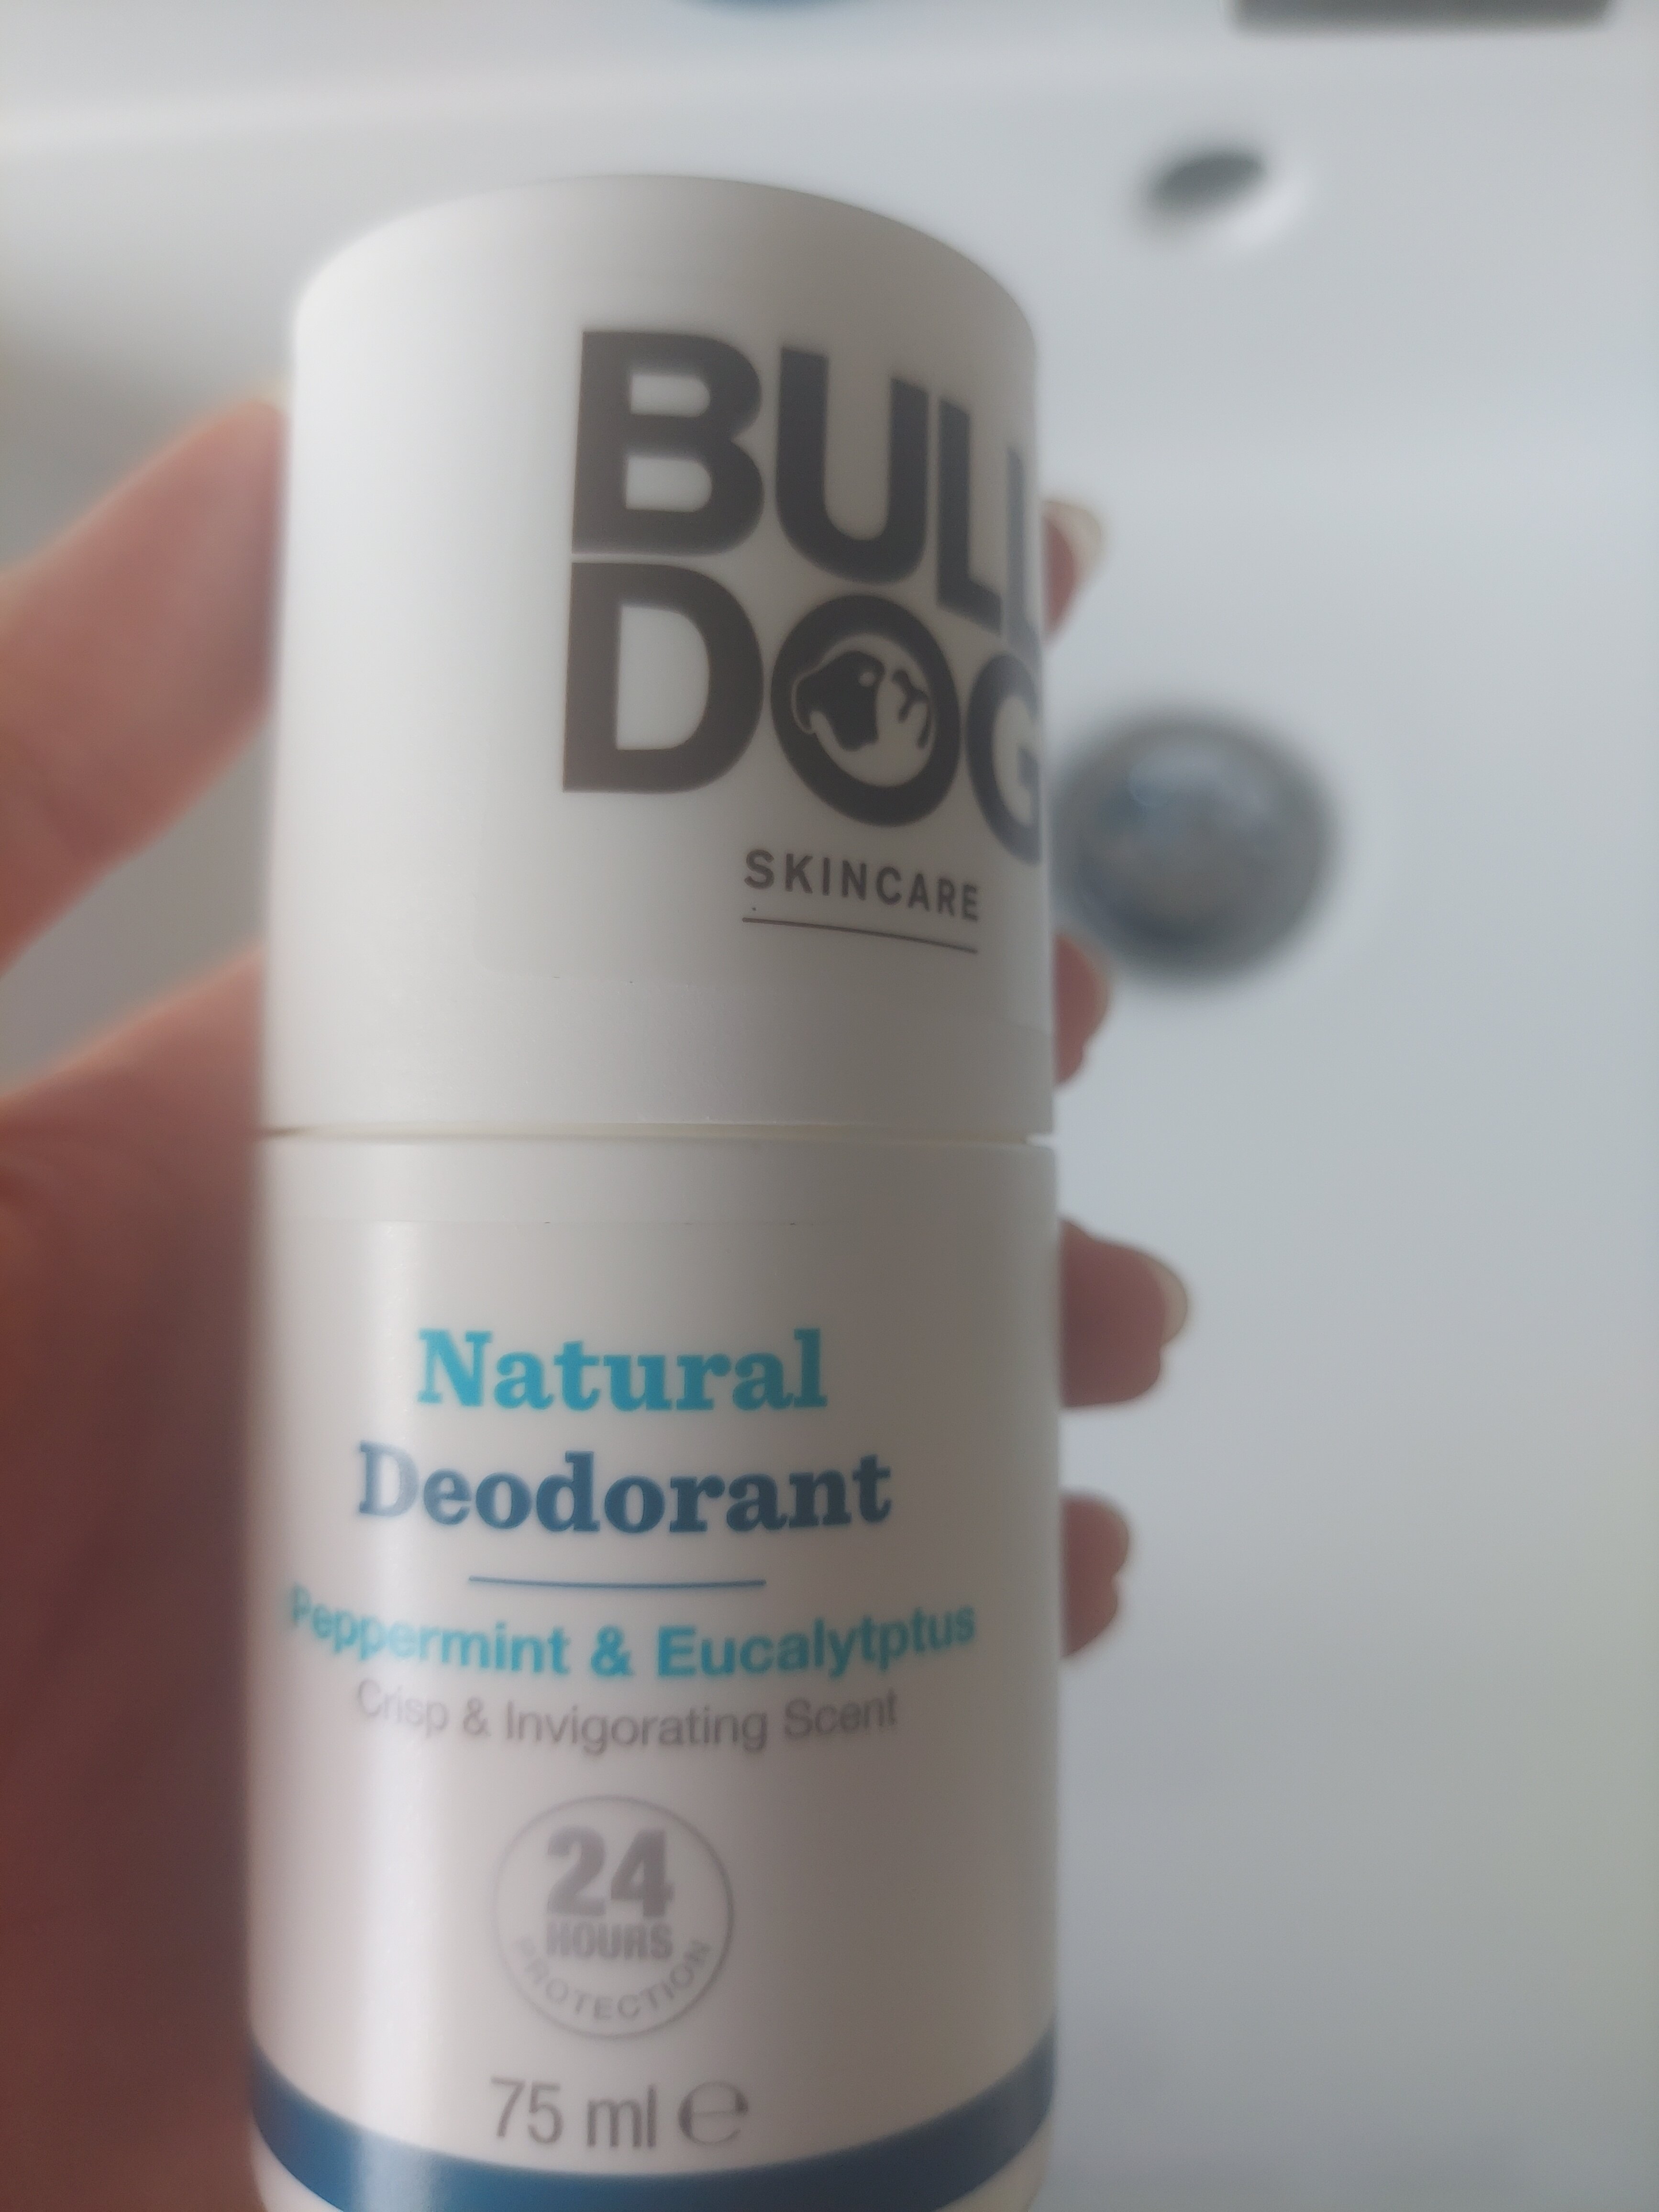 BULL
DOG
SKINCARE
Natural
Deodorant
Peppermint & Eucalytptus
Crisp & Invigorating Scent
24
HOURS
PROTECTION
75 ml ℮